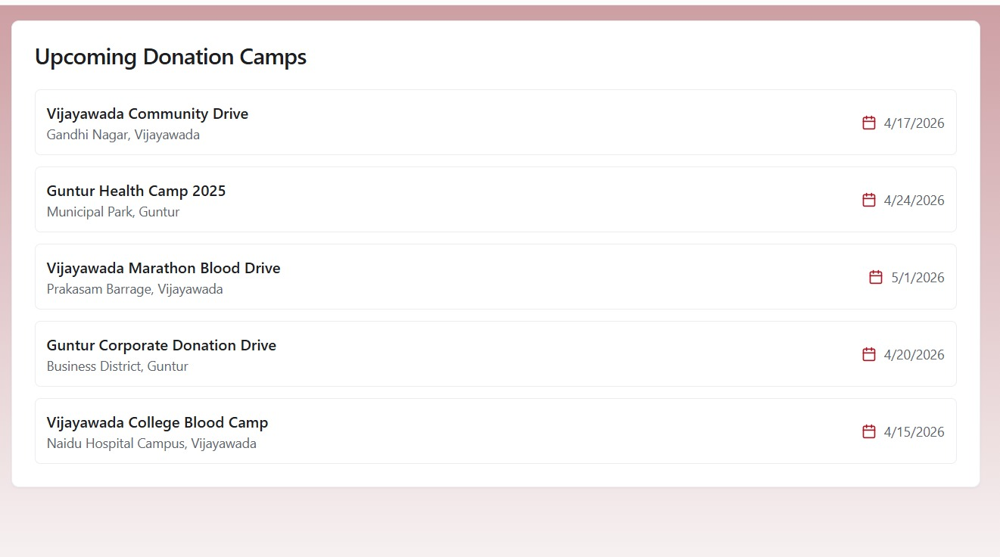 Upcoming Donation Camps
Vijayawada Community Drive
Gandhi Nagar, Vijayawada
4/17/2026
Guntur Health Camp 2025
Municipal Park, Guntur
4/24/2026
Vijayawada Marathon Blood Drive
Prakasam Barrage, Vijayawada
5/1/2026
Guntur Corporate Donation Drive
Business District, Guntur
4/20/2026
Vijayawada College Blood Camp
Naidu Hospital Campus, Vijayawada
4/15/2026